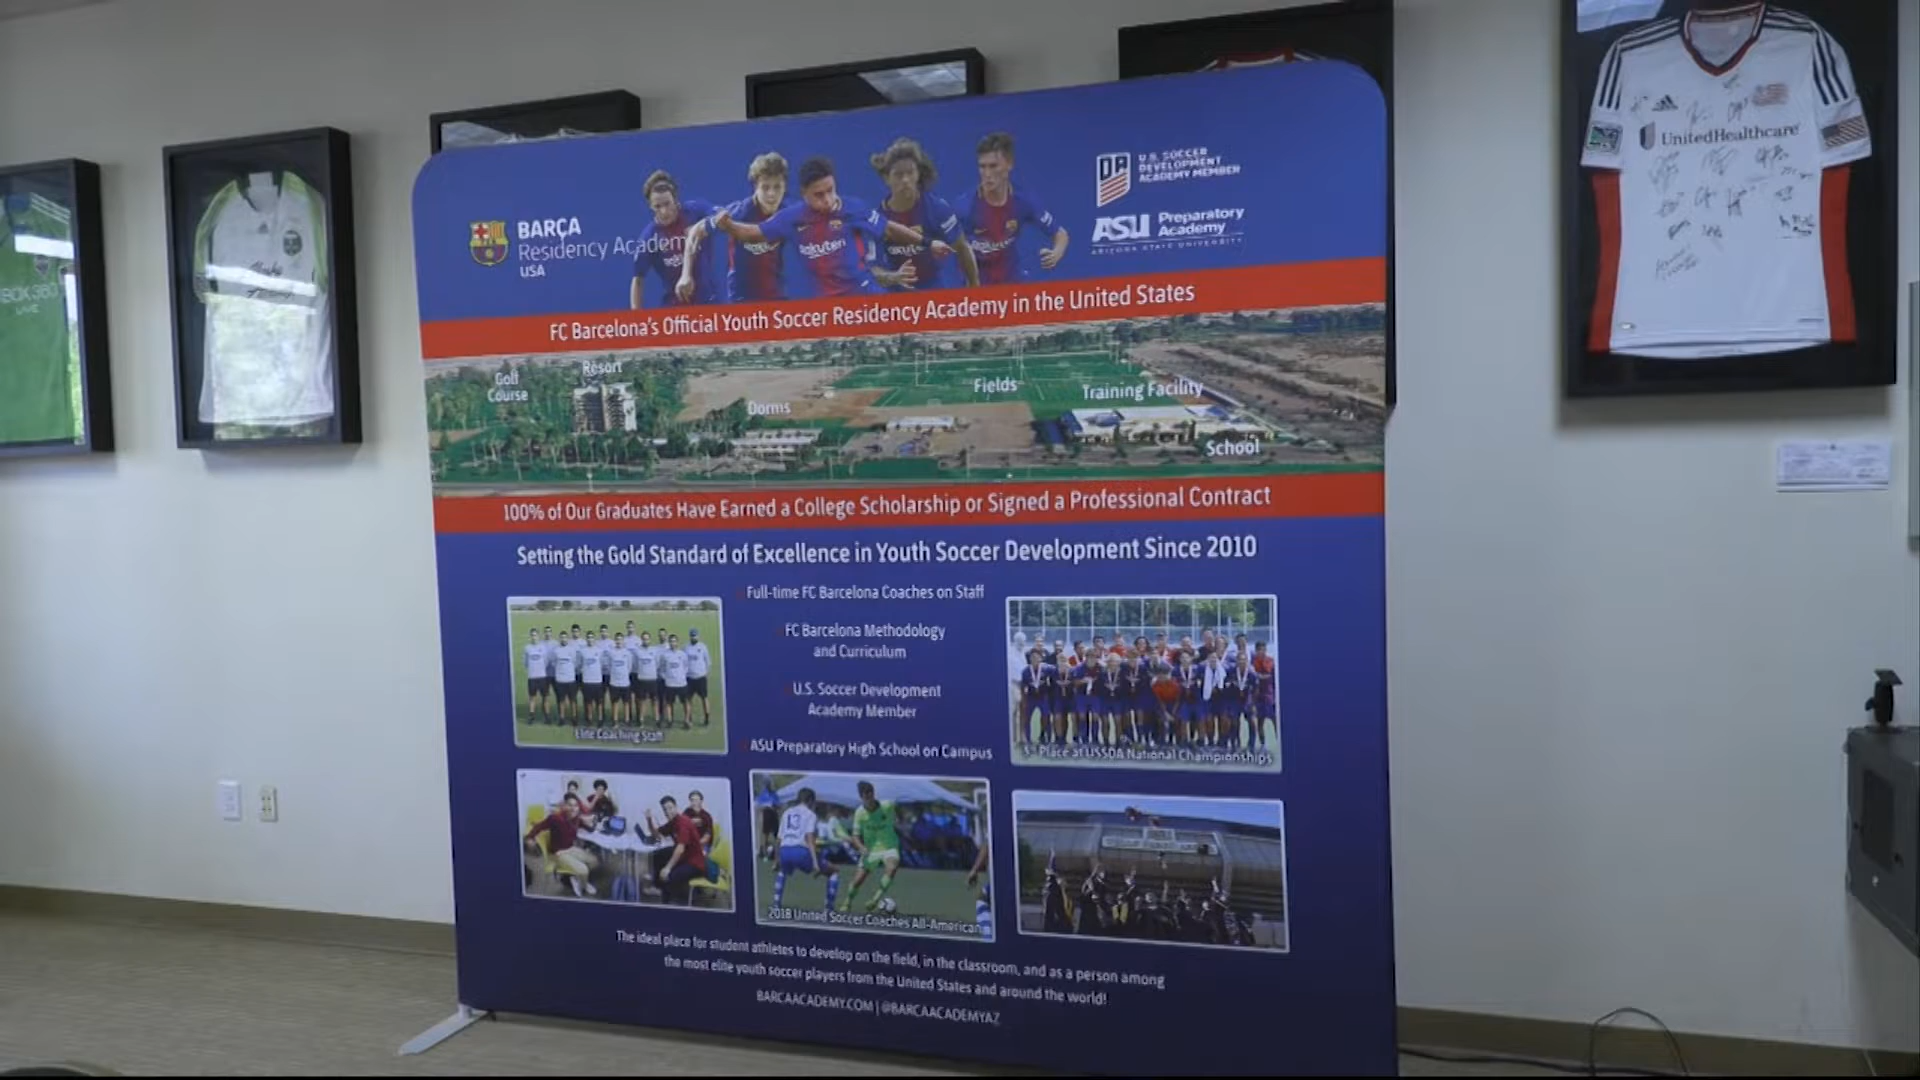 BARÇA
Residency Academy
USA
U.S. SOCCER
DEVELOPMENT
ACADEMY MEMBER
DA
ASU Preparatory
Academy
ARIZONA STATE UNIVERSITY
Rakuten
FC Barcelona's Official Youth Soccer Residency Academy in the United States
Golf
Course
Resort
Dorms
Fields
Training Facility
School
100% of Our Graduates Have Earned a College Scholarship or Signed a Professional Contract
Setting the Gold Standard of Excellence in Youth Soccer Development Since 2010
Full-time FC Barcelona Coaches on Staff
FC Barcelona Methodology
and Curriculum
U.S. Soccer Development
Academy Member
ASU Preparatory High School on Campus
Elite Coaching Staff
Place at USSDA National Championships
13
2018 United Soccer Coaches All-American
The ideal place for student athletes to develop on the field, in the classroom, and as a person among
the most elite youth soccer players from the United States and around the world!
BARCAACADEMY.COM | @BARCAACADEMYAZ
UnitedHealthcare
XBOX 360
LIVE